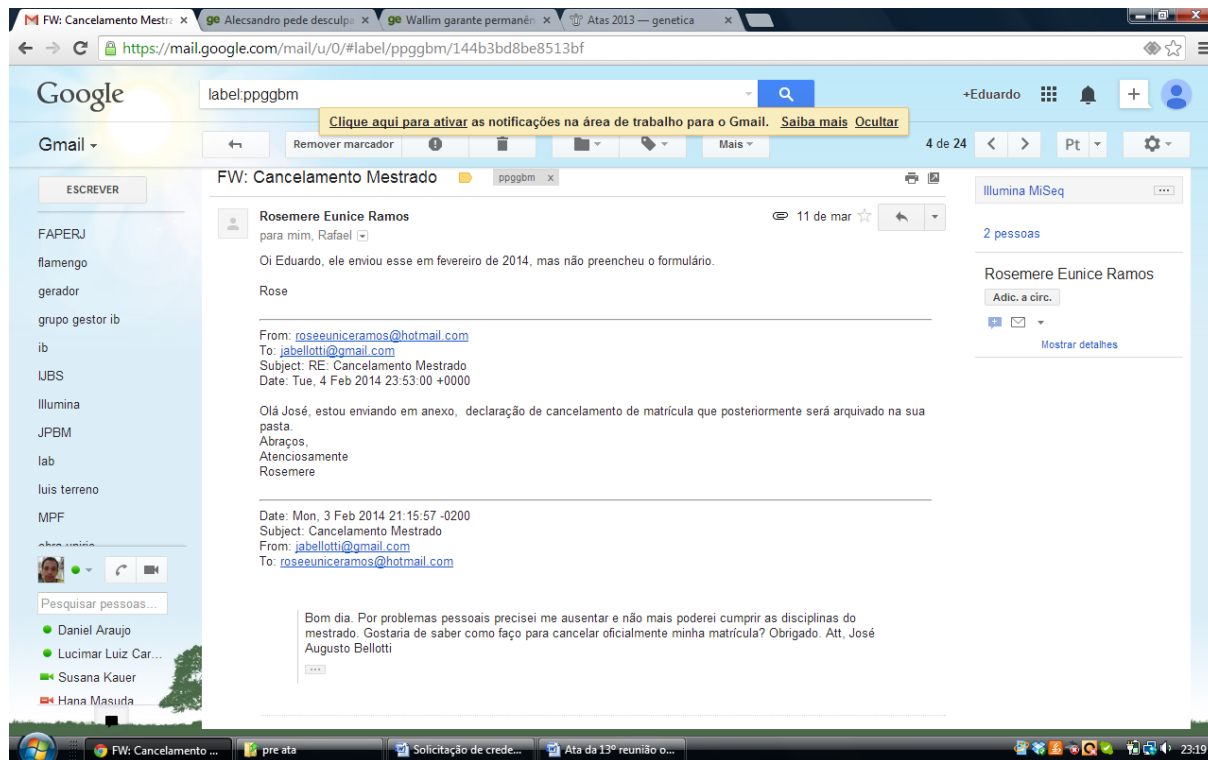 FW: Cancelamento Mestra ×
ge Alecsandro pede desculpa ×
ge Wallim garante permanên ×
Atas 2013 — genetica ×
https://mail.google.com/mail/u/0/#label/ppggbm/144b3bd8be8513bf
Google
label:ppggbm
+Eduardo
Clique aqui para ativar as notificações na área de trabalho para o Gmail. Saiba mais Ocultar
Gmail
Remover marcador
Mais
4 de 24
Pt
ESCREVER
FAPERJ
flamengo
gerador
grupo gestor ib
ib
IJBS
Illumina
JPBM
lab
luis terreno
MPF
obra unirio
Pesquisar pessoas...
Daniel Araujo
Lucimar Luiz Car...
Susana Kauer
Hana Masuda
FW: Cancelamento Mestrado
ppggbm x
Rosemere Eunice Ramos
11 de mar
para mim, Rafael
Oi Eduardo, ele enviou esse em fevereiro de 2014, mas não preencheu o formulário.
Rose
From: roseeuniceramos@hotmail.com
To: jabellotti@gmail.com
Subject: RE: Cancelamento Mestrado
Date: Tue, 4 Feb 2014 23:53:00 +0000
Olá José, estou enviando em anexo, declaração de cancelamento de matrícula que posteriormente será arquivado na sua
pasta.
Abraços,
Atenciosamente
Rosemere
Date: Mon, 3 Feb 2014 21:15:57 -0200
Subject: Cancelamento Mestrado
From: jabellotti@gmail.com
To: roseeuniceramos@hotmail.com
Bom dia. Por problemas pessoais precisei me ausentar e não mais poderei cumprir as disciplinas do
mestrado. Gostaria de saber como faço para cancelar oficialmente minha matrícula? Obrigado. Att, José
Augusto Bellotti
Illumina MiSeq
2 pessoas
Rosemere Eunice Ramos
Adic. a circ.
Mostrar detalhes
FW: Cancelamento ...
pre ata
Solicitação de crede...
Ata da 13º reunião o...
23:19